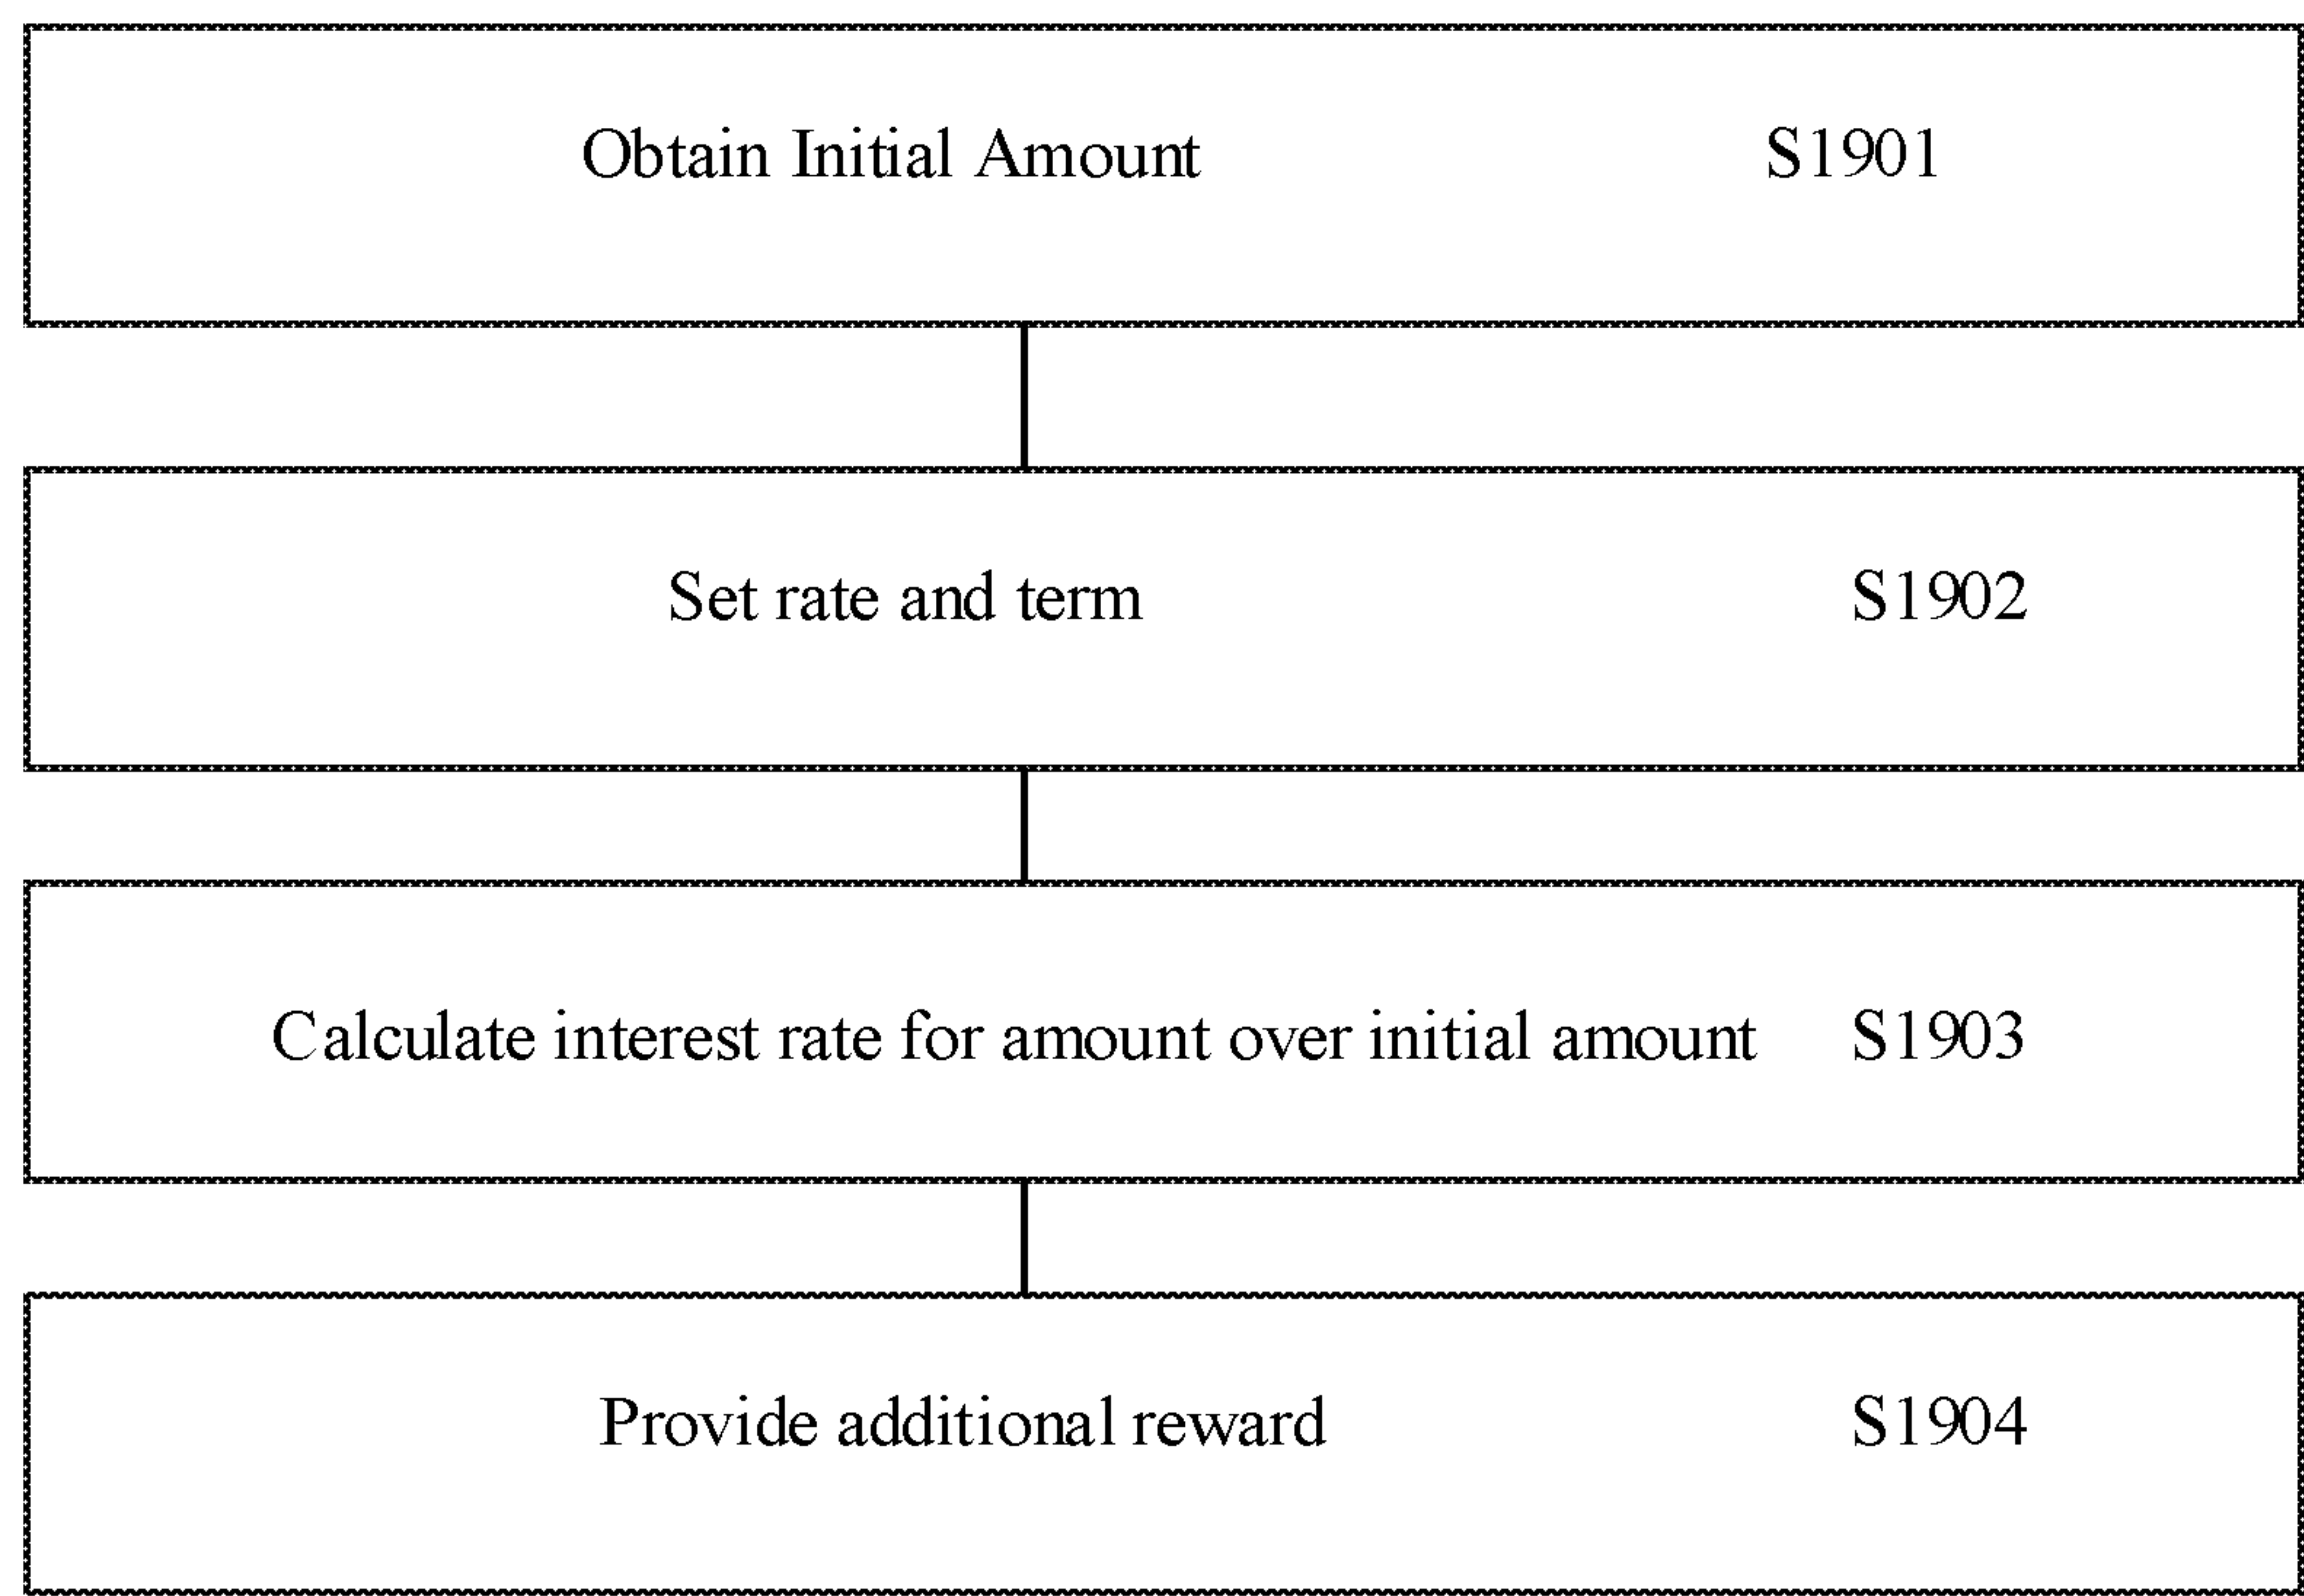 Obtain Initial Amount S1901
Set rate and term S1902
Calculate interest rate for amount over initial amount S1903
Provide additional reward S1904